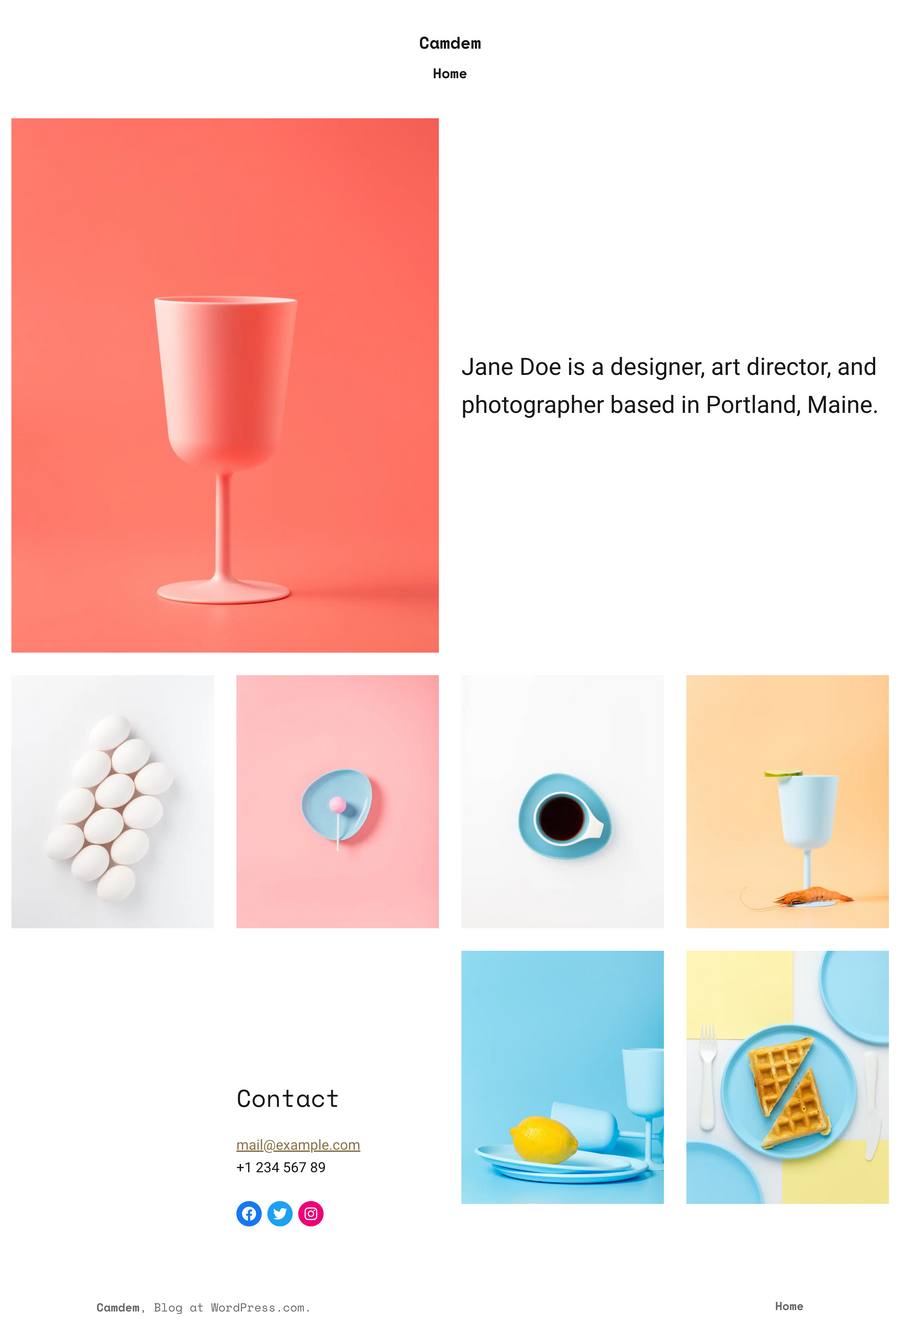 Camdem
Home
Jane Doe is a designer, art director, and
photographer based in Portland, Maine.
Contact
mail@example.com
+1 234 567 89
Camdem, Blog at WordPress.com.
Home